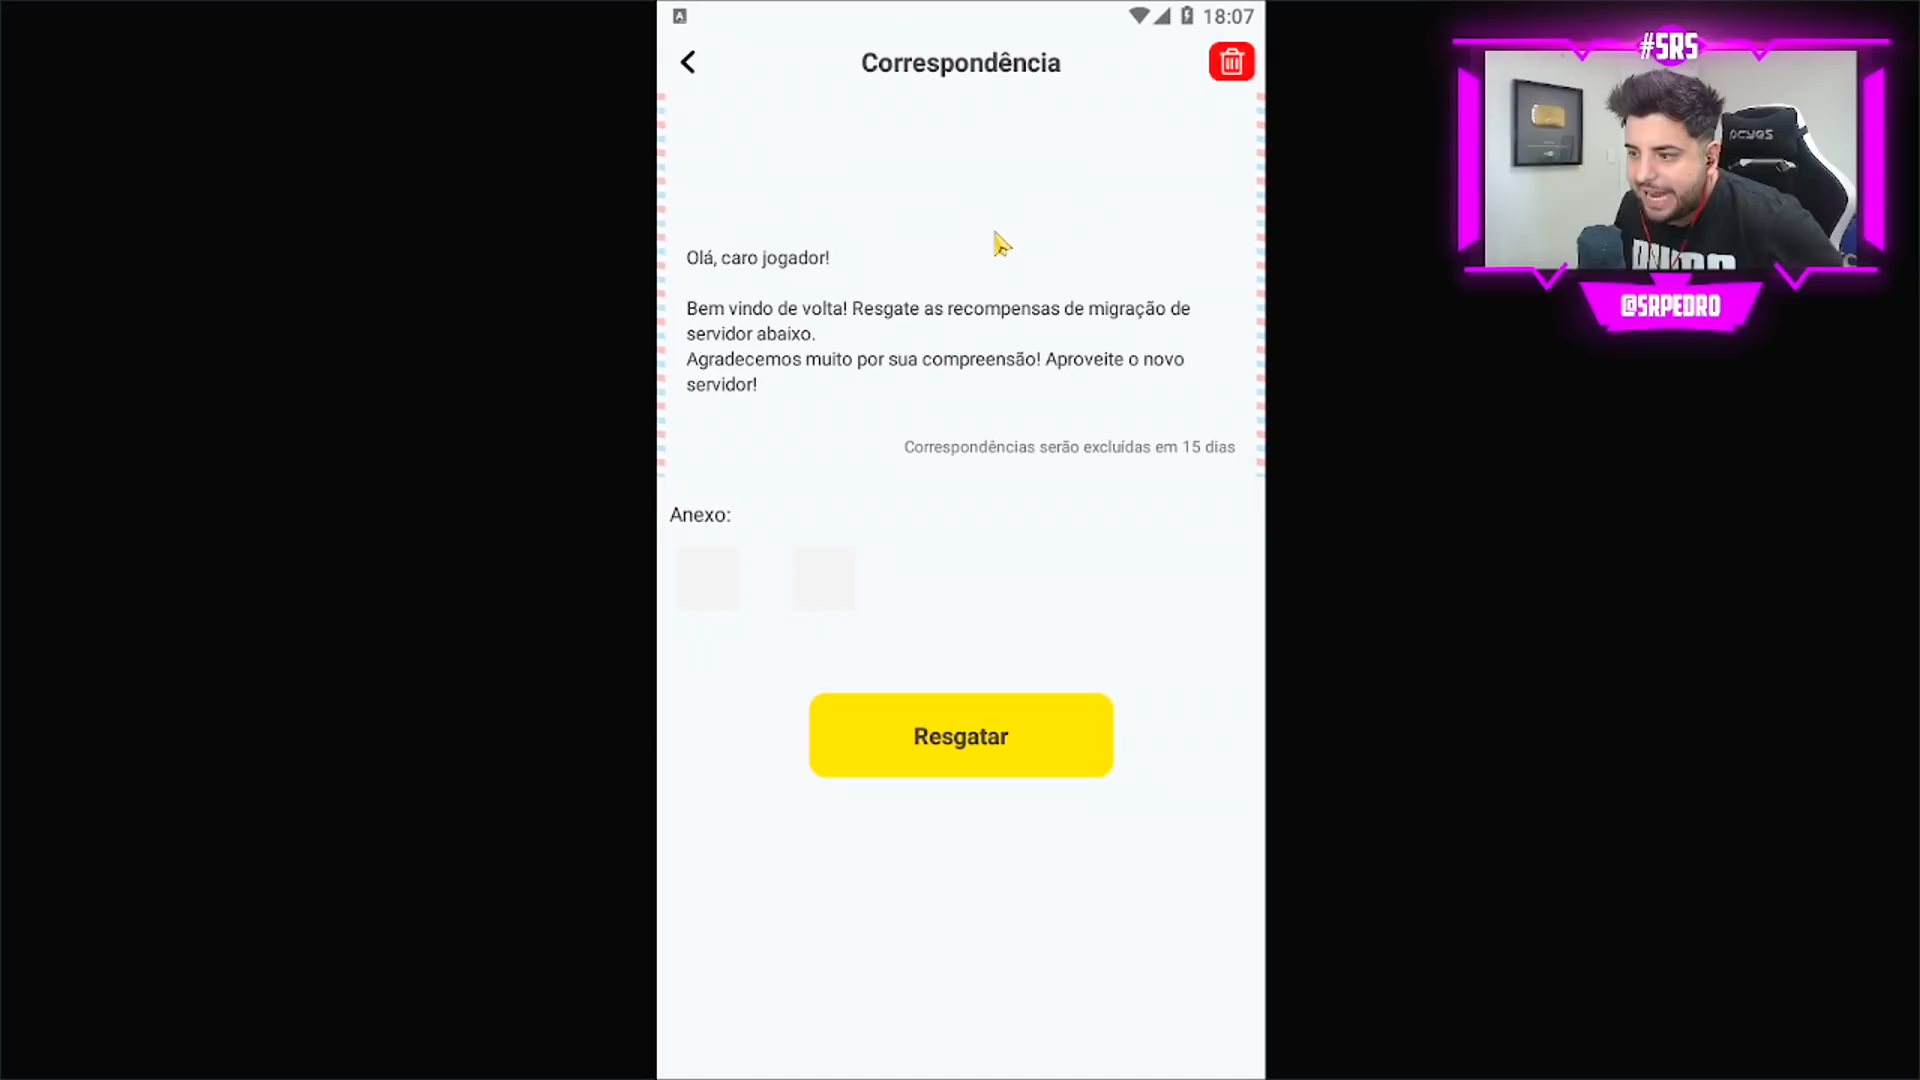 18:07
Correspondência
Olá, caro jogador!
Bem vindo de volta! Resgate as recompensas de migração de
servidor abaixo.
Agradecemos muito por sua compreensão! Aproveite o novo
servidor!
Correspondências serão excluídas em 15 dias
Anexo:
Resgatar
#SRS
pcyes
@SRPEDRO